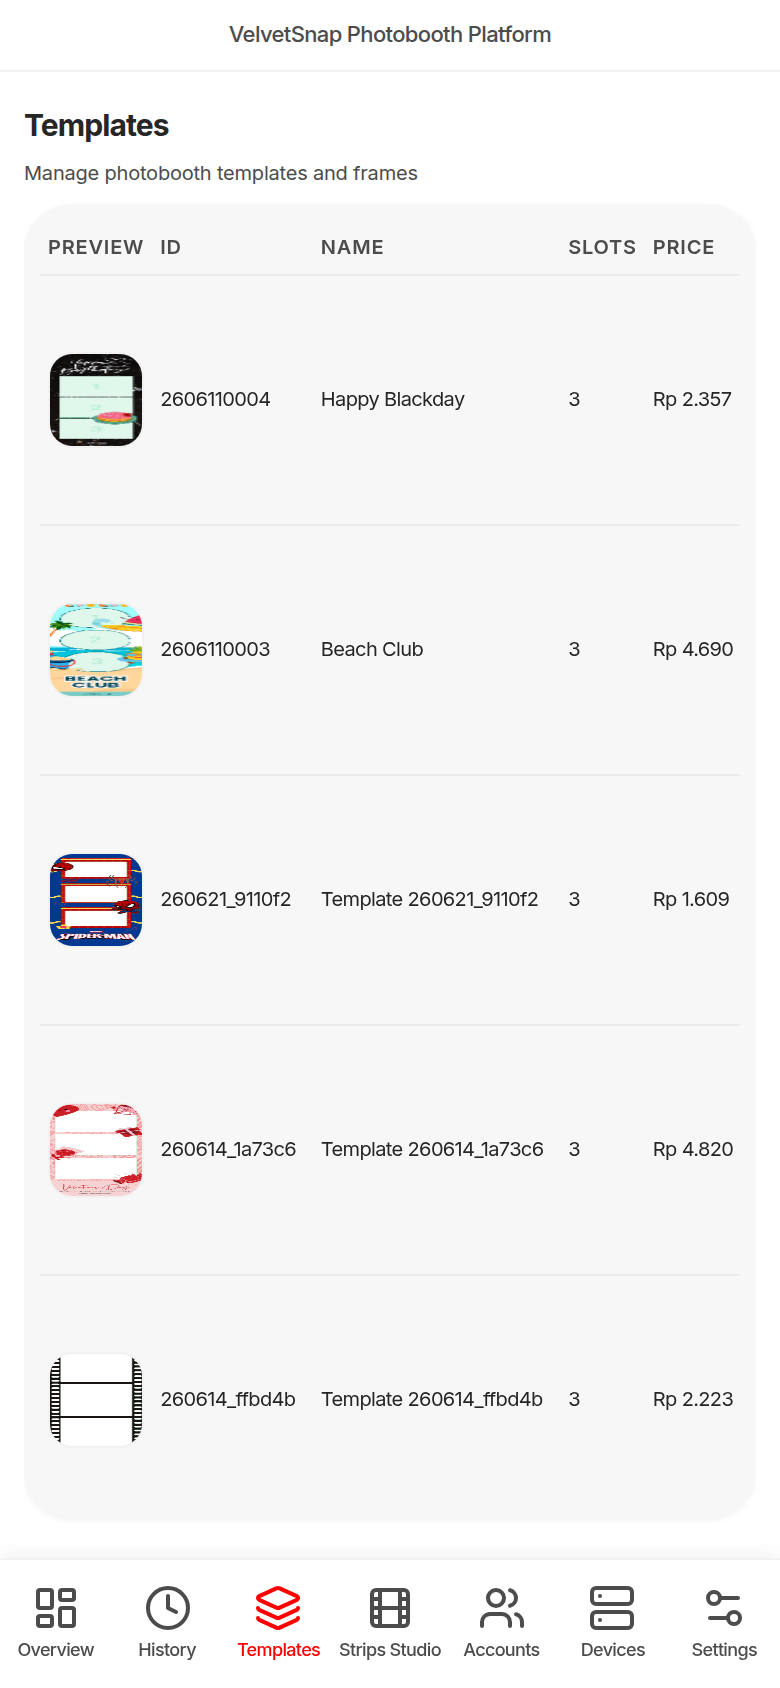 VelvetSnap Photobooth Platform
Templates
Manage photobooth templates and frames
PREVIEW ID NAME SLOTS PRICE
2606110004 Happy Blackday 3 Rp 2.357
2606110003 Beach Club 3 Rp 4.690
BEACH
CLUB
260621_9110f2 Template 260621_9110f2 3 Rp 1.609
SPIDER-MAN
260614_1a73c6 Template 260614_1a73c6 3 Rp 4.820
260614_ffbd4b Template 260614_ffbd4b 3 Rp 2.223
Overview History Templates Strips Studio Accounts Devices Settings